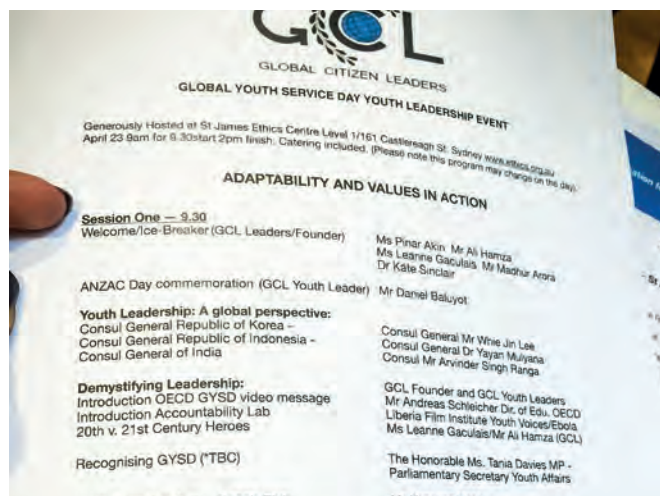 GCL
GLOBAL CITIZEN LEADERS
GLOBAL YOUTH SERVICE DAY YOUTH LEADERSHIP EVENT
Generously Hosted at St James Ethics Centre Level 1/161 Castlereagh St. Sydney www.ethics.org.au
April 23 9am for 9.30start 2pm finish. Catering included. (Please note this program may change on the day).
ADAPTABILITY AND VALUES IN ACTION
Session One — 9.30
Welcome/Ice-Breaker (GCL Leaders/Founder) Ms Pinar Akin Mr Ali Hamza
Ms Leanne Gaculais Mr Madhur Arora
Dr Kate Sinclair
ANZAC Day commemoration (GCL Youth Leader) Mr Daniel Baluyot
Youth Leadership: A global perspective:
Consul General Republic of Korea – Consul General Mr Whie Jin Lee
Consul General Republic of Indonesia - Consul General Dr Yayan Mulyana
Consul General of India Consul Mr Arvinder Singh Ranga
Demystifying Leadership: GCL Founder and GCL Youth Leaders
Introduction OECD GYSD video message Mr Andreas Schleicher Dir. of Edu. OECD
Introduction Accountability Lab Liberia Film Institute Youth Voices/Ebola
20th v. 21st Century Heroes Ms Leanne Gaculais/Mr Ali Hamza (GCL)
Recognising GYSD (*TBC) The Honorable Ms. Tania Davies MP -
Parliamentary Secretary Youth Affairs